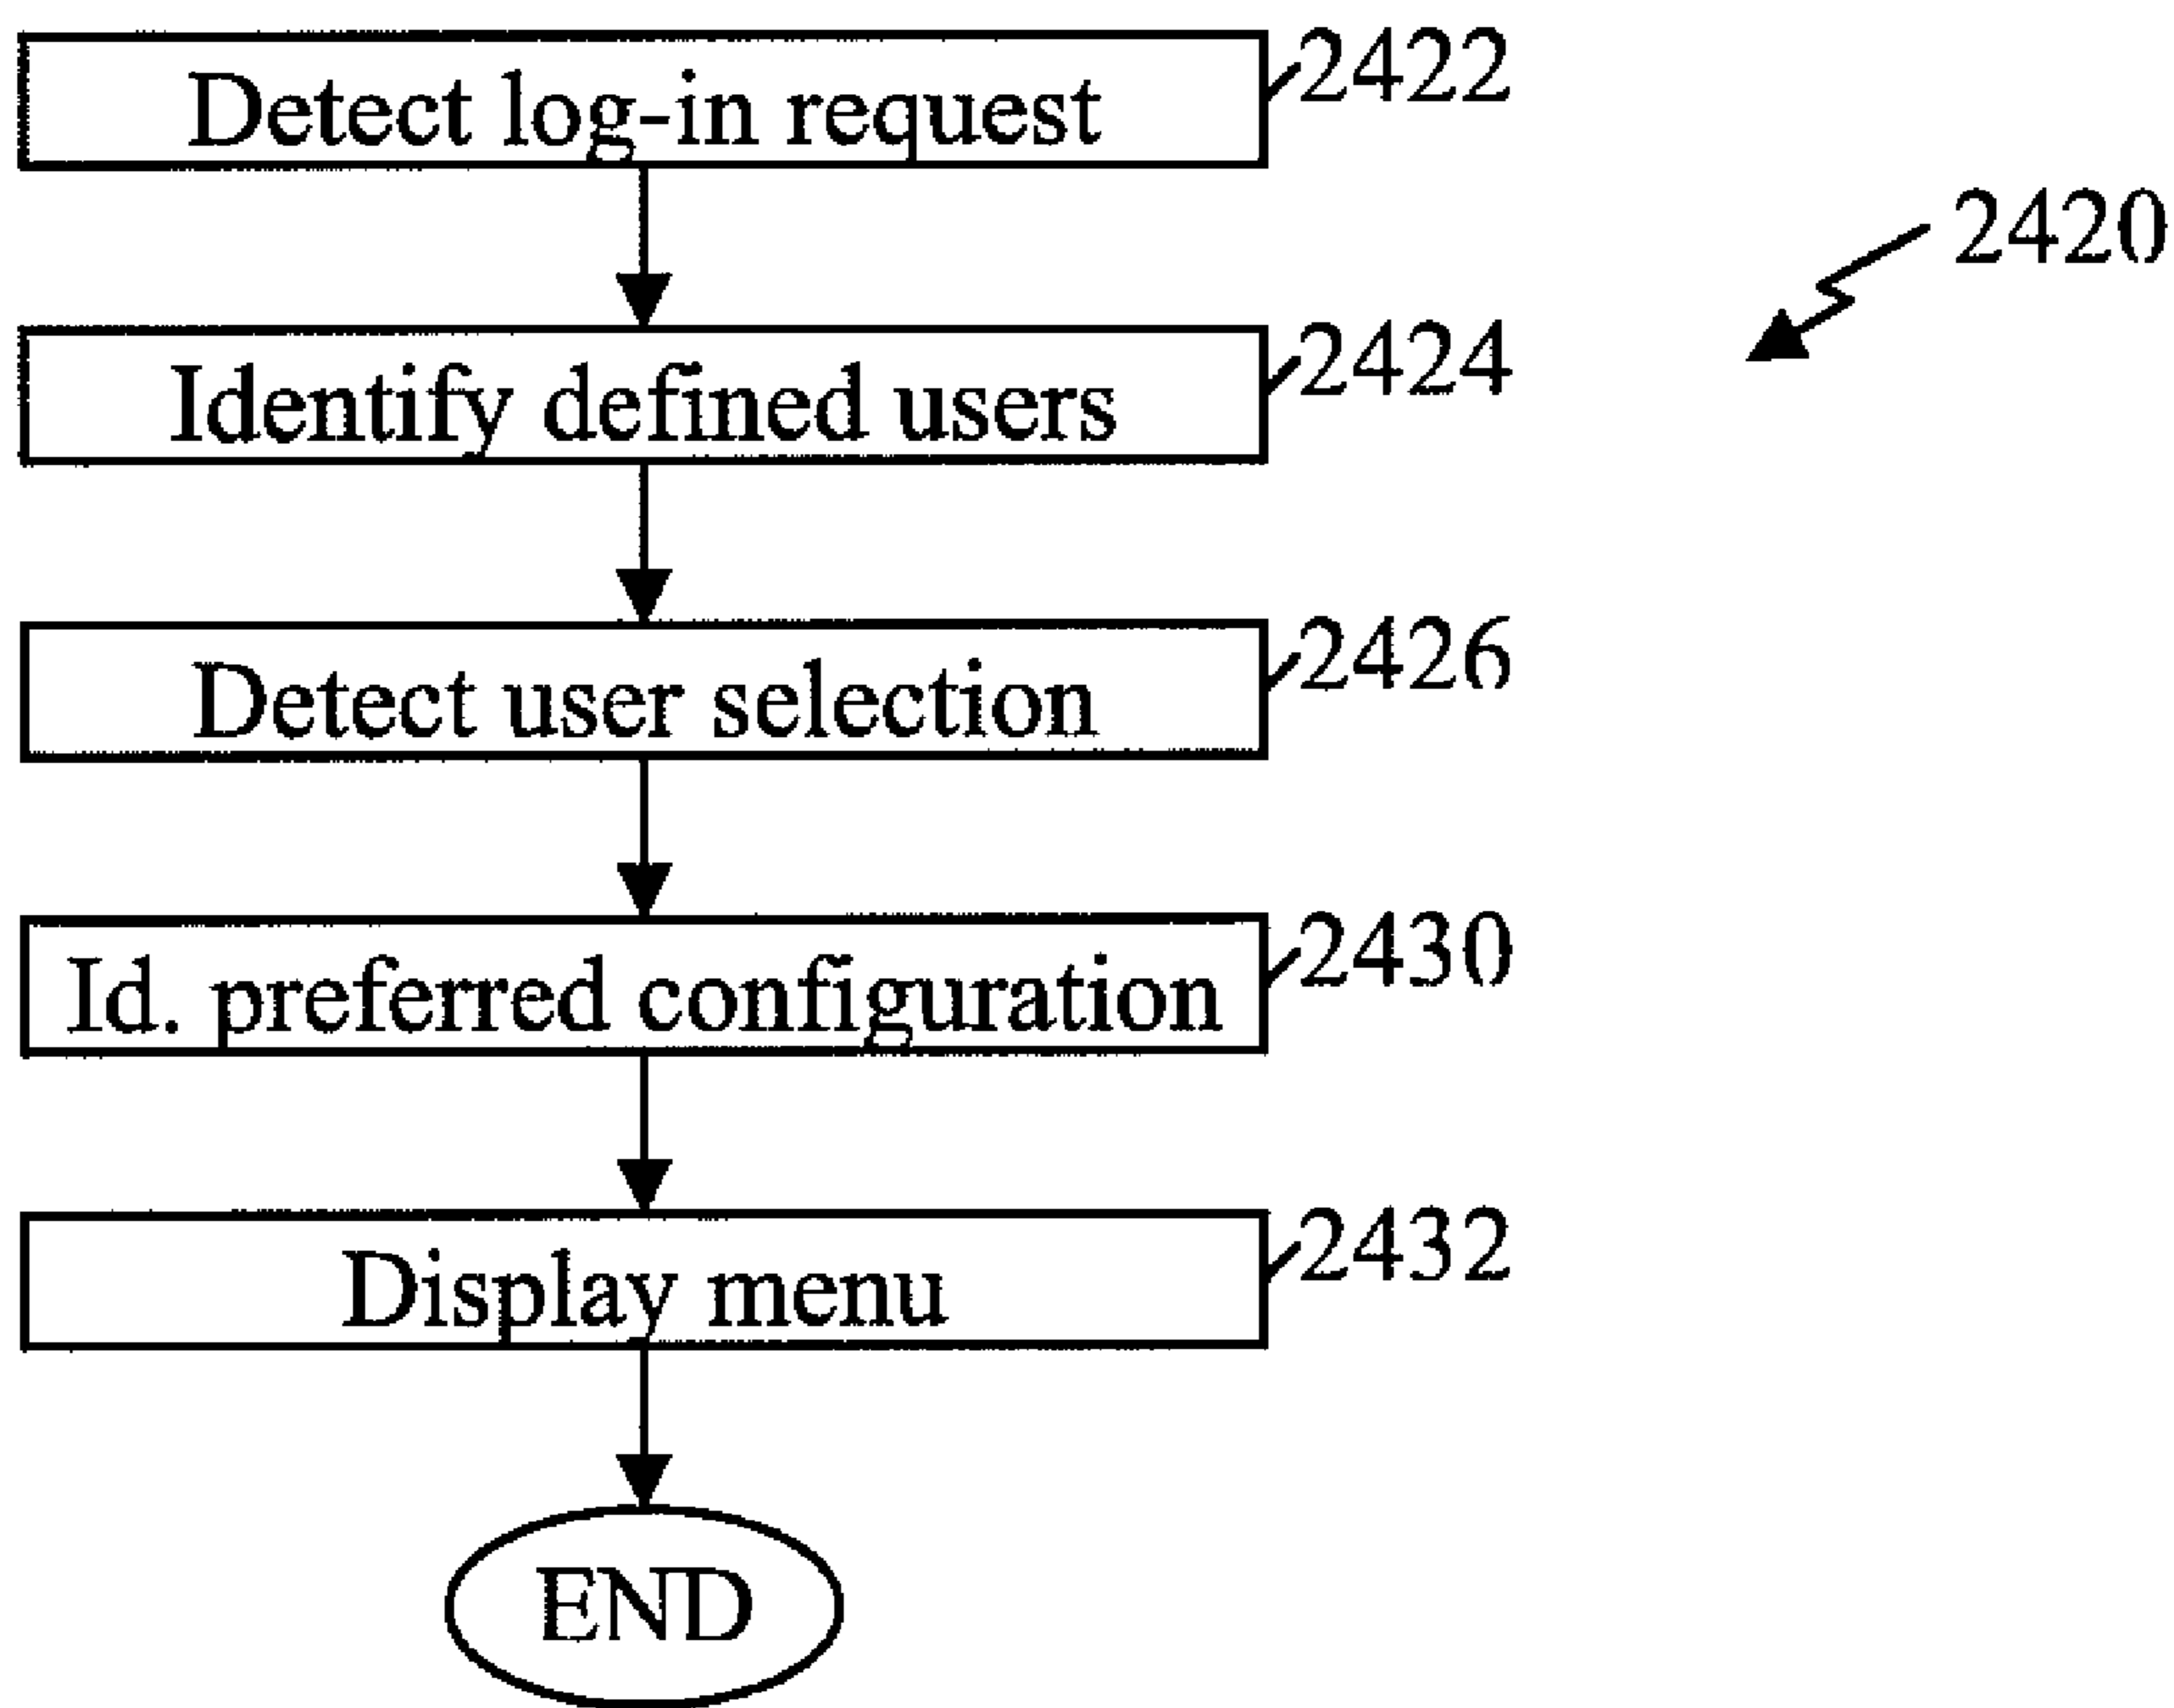 Detect log-in request 2422
2420
Identify defined users 2424
Detect user selection 2426
Id. preferred configuration 2430
Display menu 2432
END